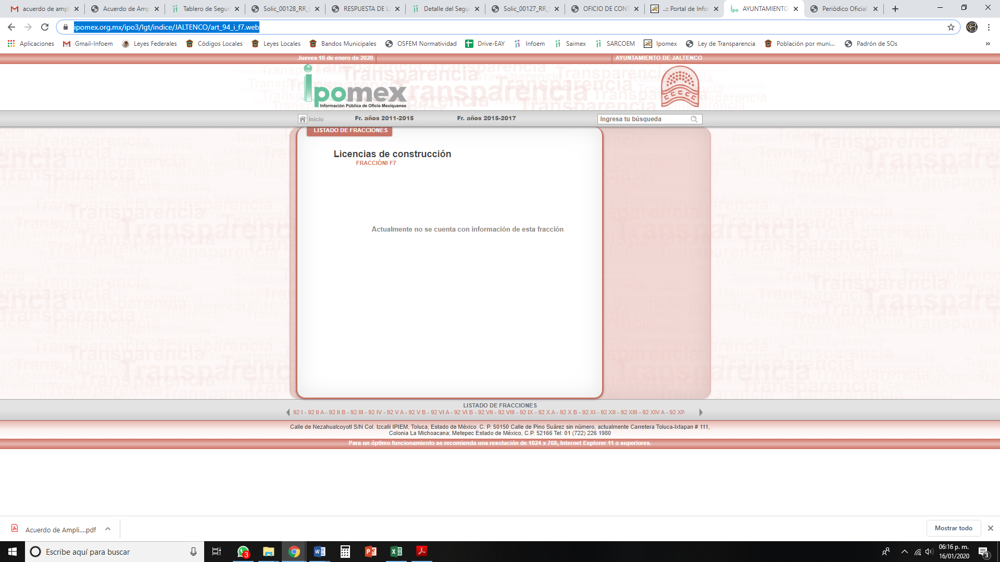 acuerdo de ampl
Acuerdo de Amp
Tablero de Segui
Solic_00128_RR_
RESPUESTA DE L
Detalle del Segu
Solic_00127_RR_
OFICIO DE CONT
..:: Portal de Infor
AYUNTAMIENTO
Periódico Oficial
ipomex.org.mx/ipo3/lgt/indice/JALTENCO/art_94_i_f7.web
Aplicaciones
Gmail-Infoem
Leyes Federales
Códigos Locales
Leyes Locales
Bandos Municipales
OSFEM Normatividad
Drive-EAY
Infoem
Saimex
SARCOEM
Ipomex
Ley de Transparencia
Población por muni...
Padrón de SOs
»
Jueves 16 de enero de 2020
AYUNTAMIENTO DE JALTENCO
ipomex
Información Pública de Oficio Mexiquense
Transparencia
Inicio
Fr. años 2011-2015
Fr. años 2015-2017
Ingresa tu búsqueda
LISTADO DE FRACCIONES
Licencias de construcción
FRACCIÓNI F7
Actualmente no se cuenta con información de esta fracción
LISTADO DE FRACCIONES
92 I - 92 II A - 92 II B - 92 III - 92 IV - 92 V A - 92 V B - 92 VI A - 92 VI B - 92 VII - 92 VIII - 92 IX - 92 X A - 92 X B - 92 XI - 92 XII - 92 XIII - 92 XIV A - 92 XIV
Calle de Nezahualcoyotl S/N Col. Izcalli IPIEM, Toluca, Estado de México. C. P. 50150 Calle de Pino Suárez sin número, actualmente Carretera Toluca-Ixtapan # 111,
Colonia La Michoacana; Metepec Estado de México, C.P. 52166 Tel: 01 (722) 226 1980
Para un óptimo funcionamiento se recomienda una resolución de 1024 x 768, Internet Explorer 11 o superiores.
Acuerdo de Ampli....pdf
Mostrar todo
Escribe aquí para buscar
3
06:16 p. m.
16/01/2020
3